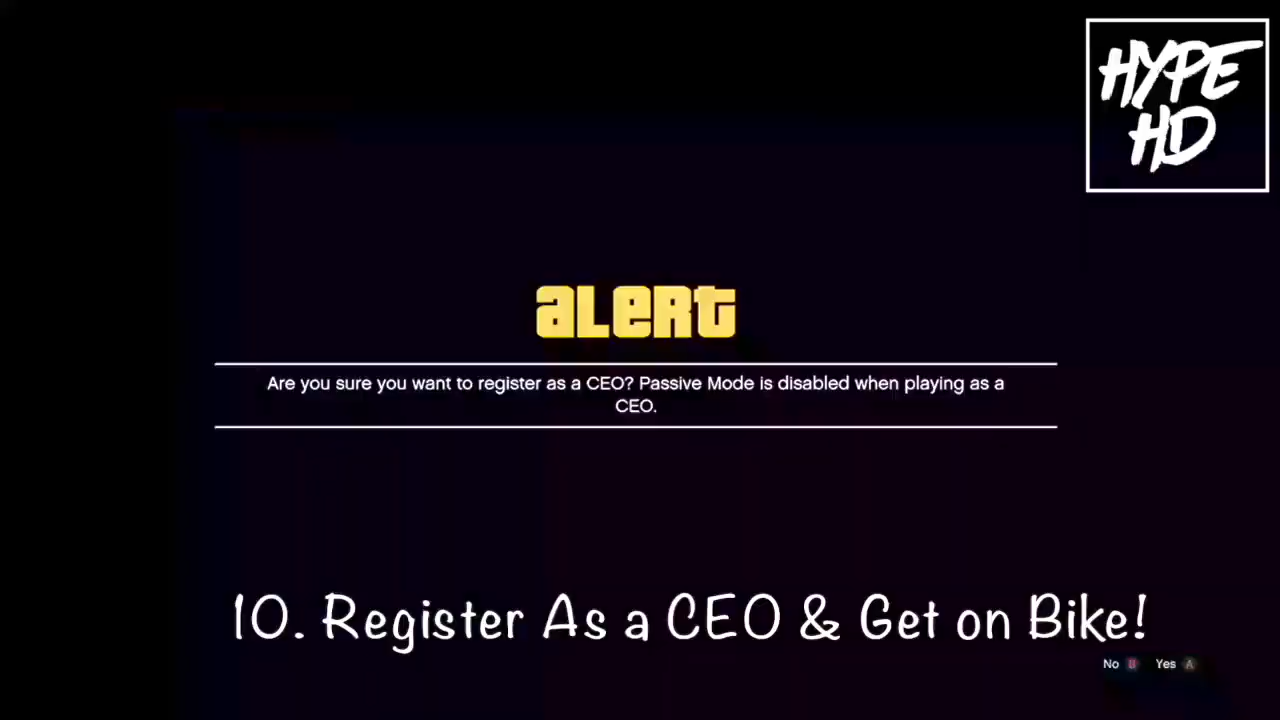 HYPE
HD
aLeRt
Are you sure you want to register as a CEO? Passive Mode is disabled when playing as a
CEO.
10. Register As a CEO & Get on Bike!
No B Yes A